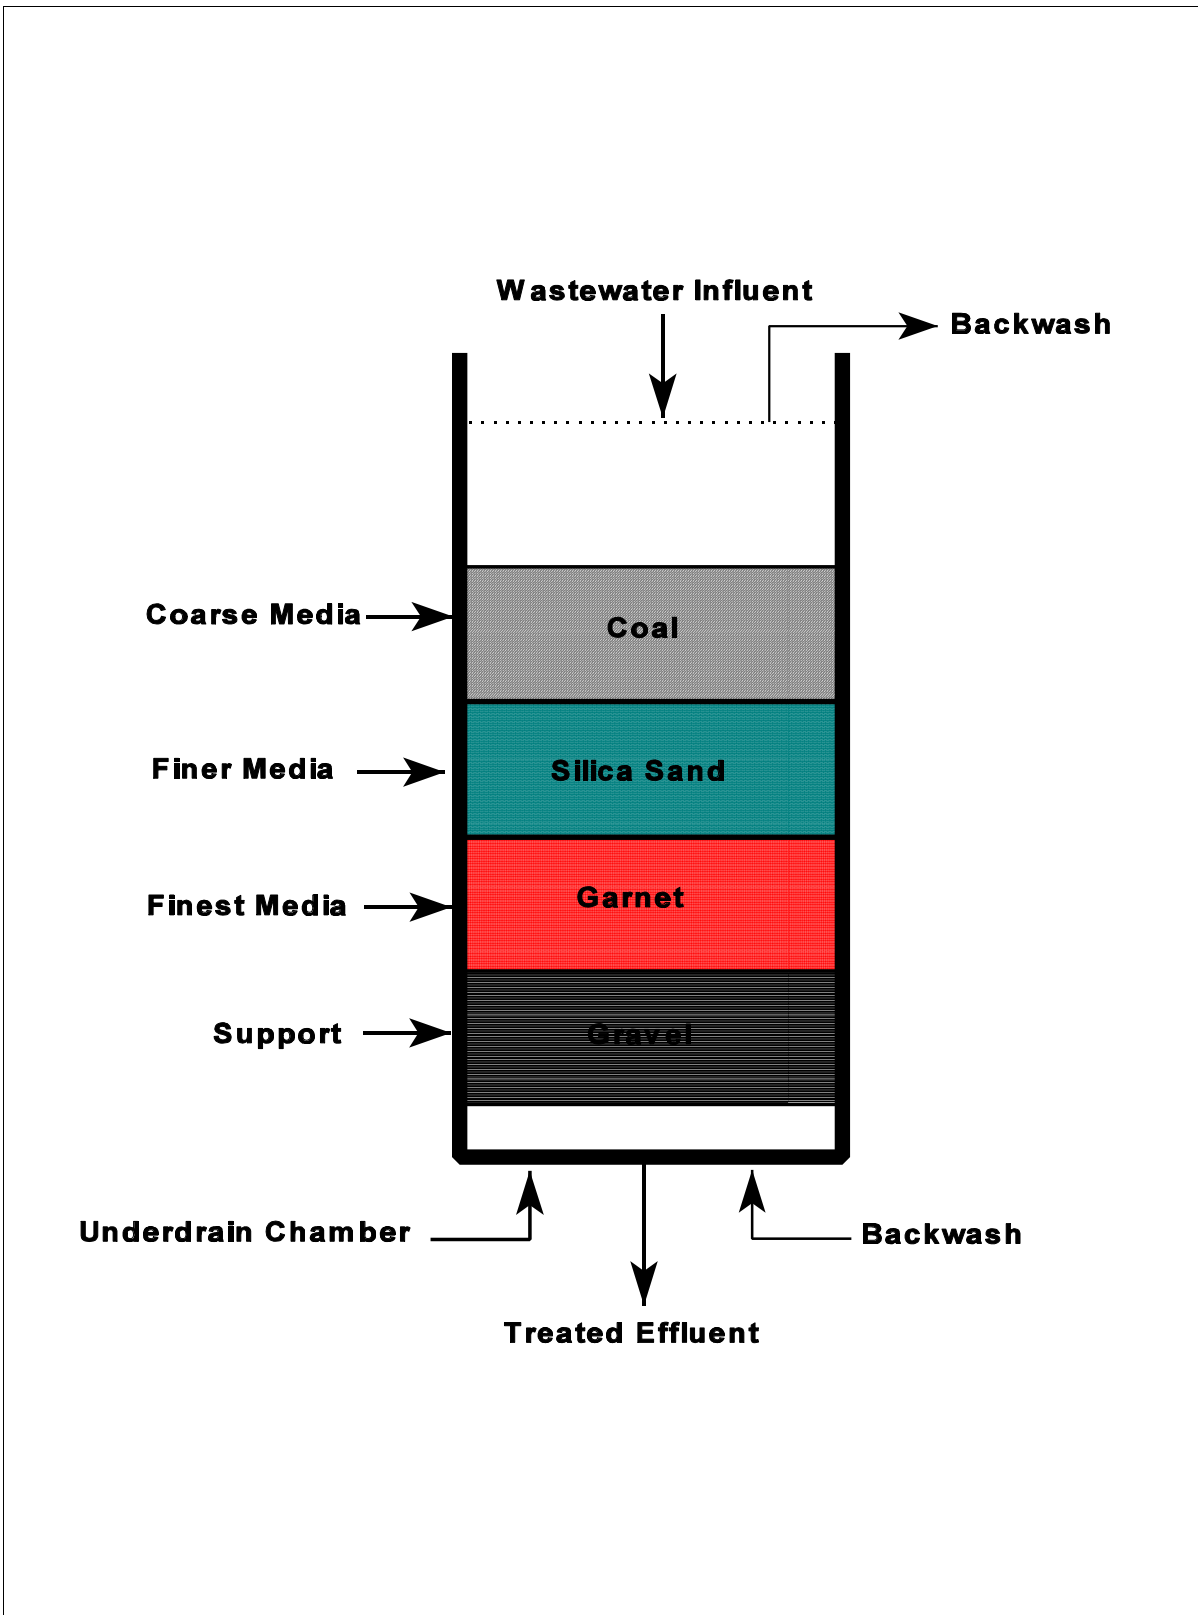 Wastewater Influent
Backwash
Coarse Media
Coal
Finer Media
Silica Sand
Finest Media
Garnet
Support
Gravel
Underdrain Chamber
Backwash
Treated Effluent